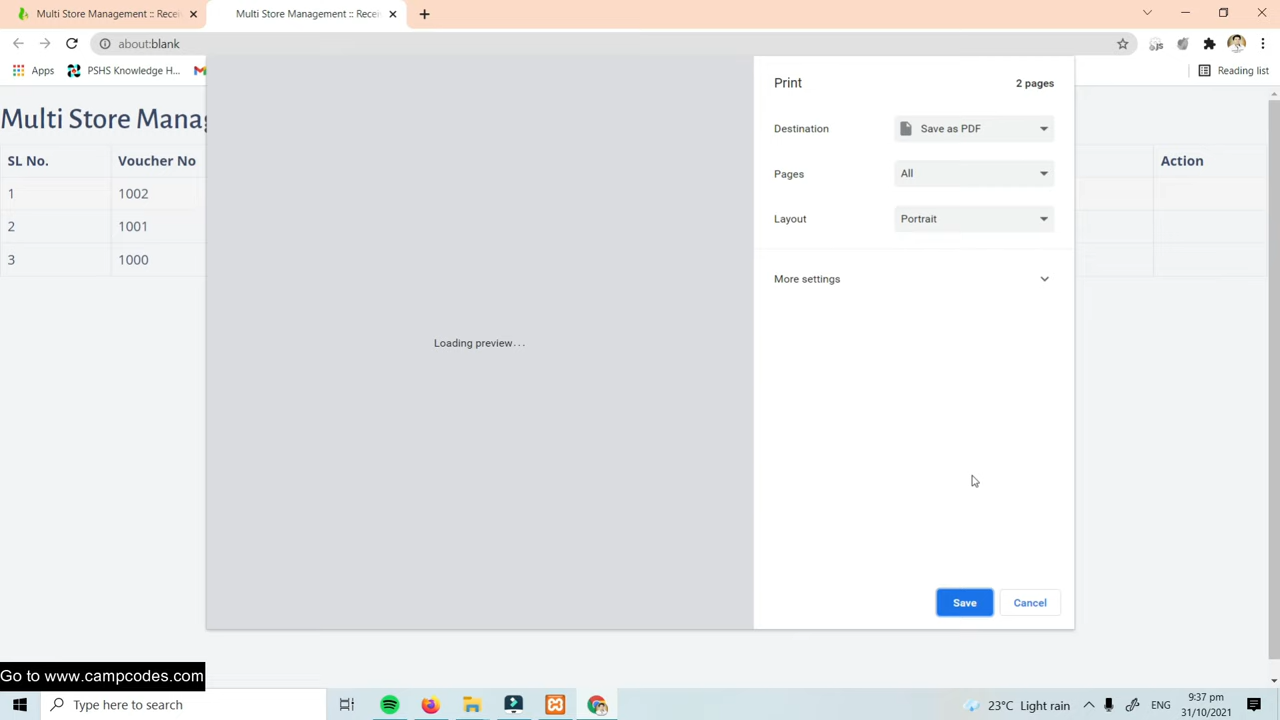 Multi Store Management :: Recei
Multi Store Management :: Recei
about:blank
Apps
PSHS Knowledge H...
Reading list
Multi Store Mana
SL No.
Voucher No
Action
1
1002
2
1001
3
1000
Loading preview...
Print
2 pages
Destination
Save as PDF
Pages
All
Layout
Portrait
More settings
Save
Cancel
Go to www.campcodes.com
Type here to search
23°C Light rain
ENG
9:37 pm
31/10/2021